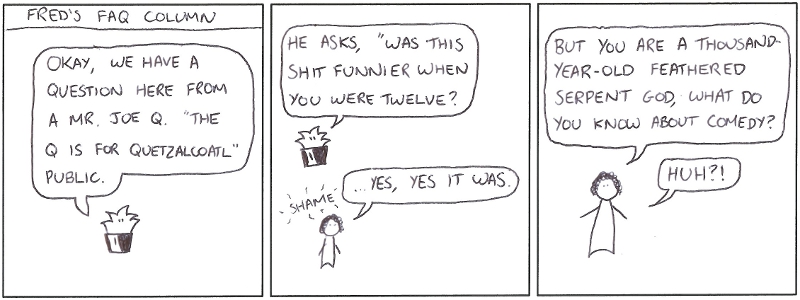 FRED'S FAQ COLUMN
OKAY, WE HAVE A
QUESTION HERE FROM
A MR. JOE Q. "THE
Q IS FOR QUETZALCOATL"
PUBLIC.
HE ASKS, "WAS THIS
SHIT FUNNIER WHEN
YOU WERE TWELVE?
SHAME
...YES, YES IT WAS.
BUT YOU ARE A THOUSAND-
YEAR-OLD FEATHERED
SERPENT GOD, WHAT DO
YOU KNOW ABOUT COMEDY?
HUH?!